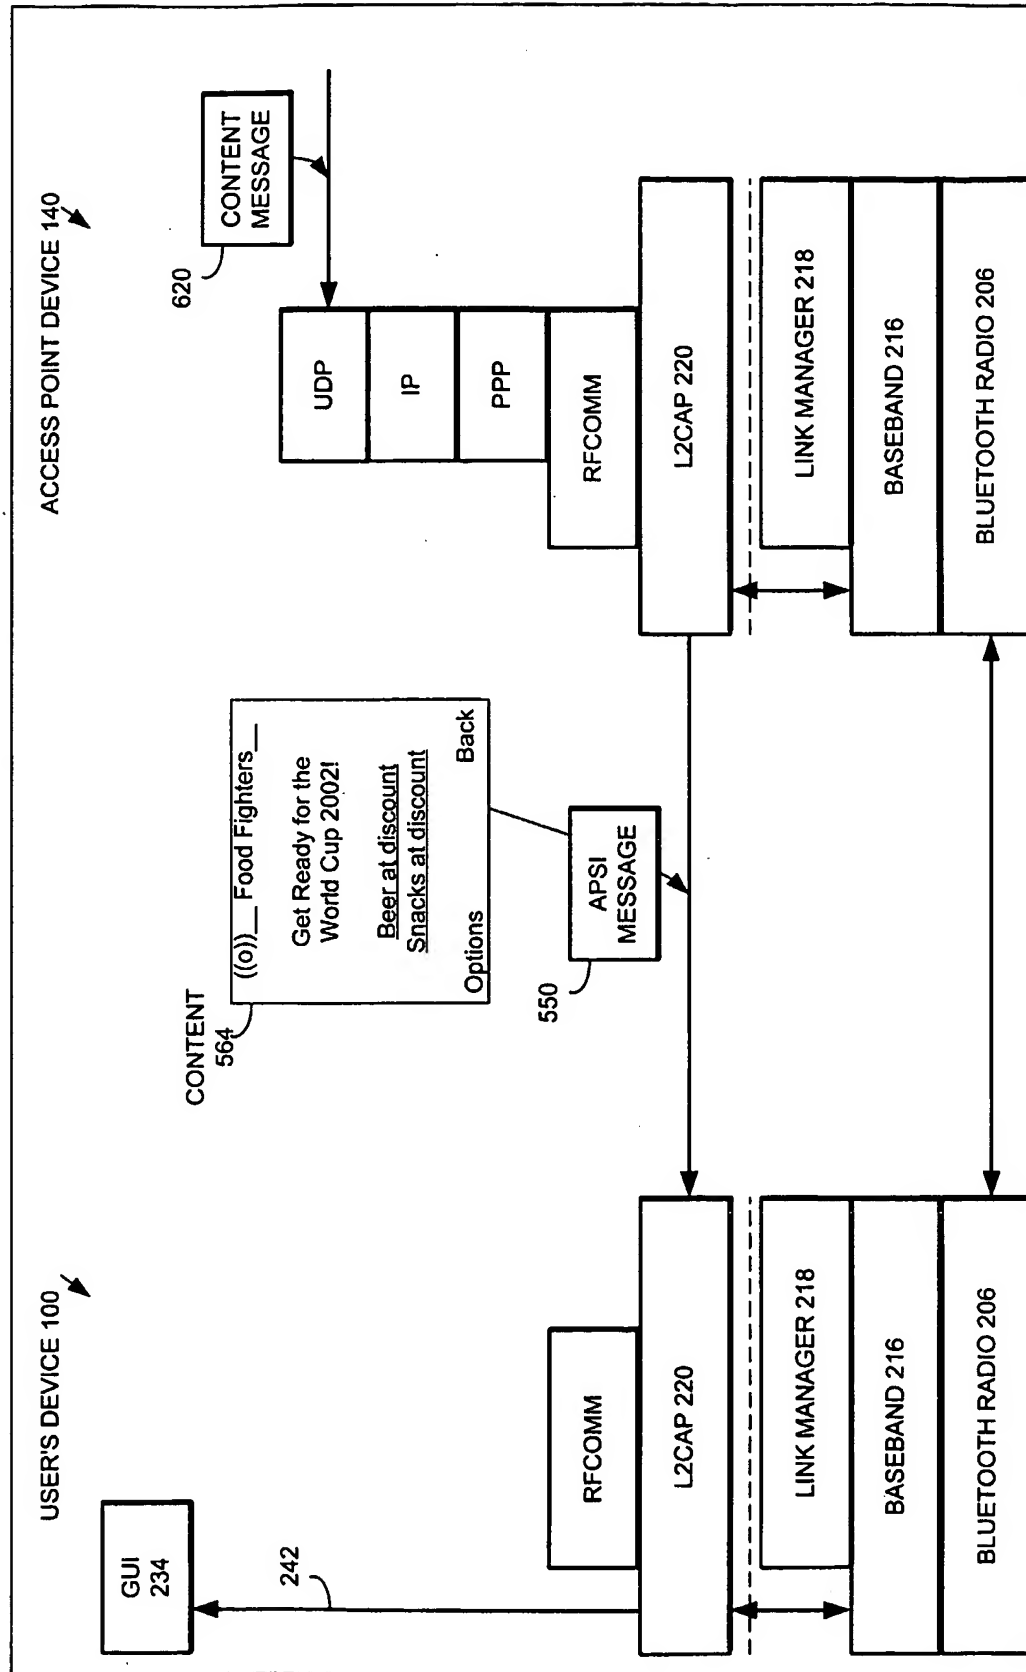 USER'S DEVICE 100
GUI
234
242
RFCOMM
L2CAP 220
LINK MANAGER 218
BASEBAND 216
BLUETOOTH RADIO 206
CONTENT
564
((o))__ Food Fighters__
Get Ready for the
World Cup 2002!
Beer at discount
Snacks at discount
Options Back
550
APSI
MESSAGE
ACCESS POINT DEVICE 140
620
CONTENT
MESSAGE
UDP
IP
PPP
RFCOMM
L2CAP 220
LINK MANAGER 218
BASEBAND 216
BLUETOOTH RADIO 206